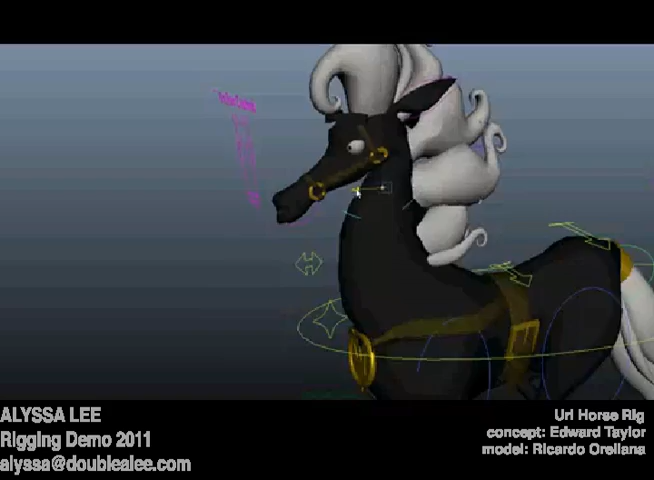 ALYSSA LEE
Rigging Demo 2011
alyssa@doublealee.com
Uri Horse Rig
concept: Edward Taylor
model: Ricardo Orellana